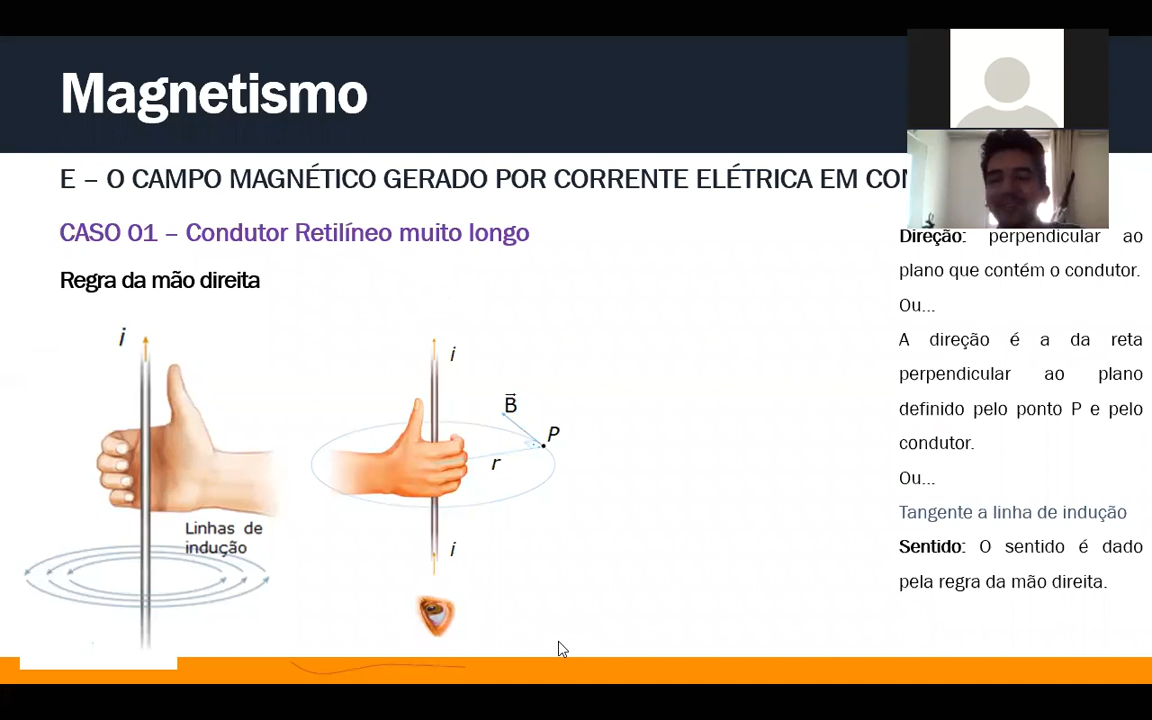 Magnetismo
E – O CAMPO MAGNÉTICO GERADO POR CORRENTE ELÉTRICA EM
CASO 01 – Condutor Retilíneo muito longo
Regra da mão direita
i
Linhas de
indução
i
B⃗
P
r
i
Direção: perpendicular ao
plano que contém o condutor.
Ou...
A direção é a da reta
perpendicular ao plano
definido pelo ponto P e pelo
condutor.
Ou...
Tangente a linha de indução
Sentido: O sentido é dado
pela regra da mão direita.